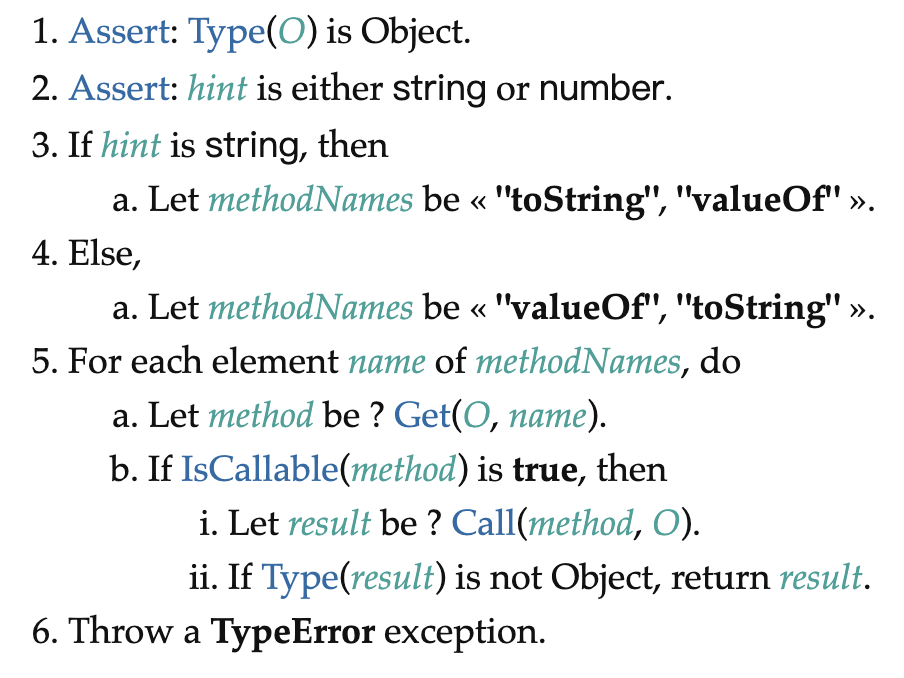 1. Assert: Type(O) is Object.
2. Assert: hint is either string or number.
3. If hint is string, then
a. Let methodNames be « "toString", "valueOf" ».
4. Else,
a. Let methodNames be « "valueOf", "toString" ».
5. For each element name of methodNames, do
a. Let method be ? Get(O, name).
b. If IsCallable(method) is true, then
i. Let result be ? Call(method, O).
ii. If Type(result) is not Object, return result.
6. Throw a TypeError exception.